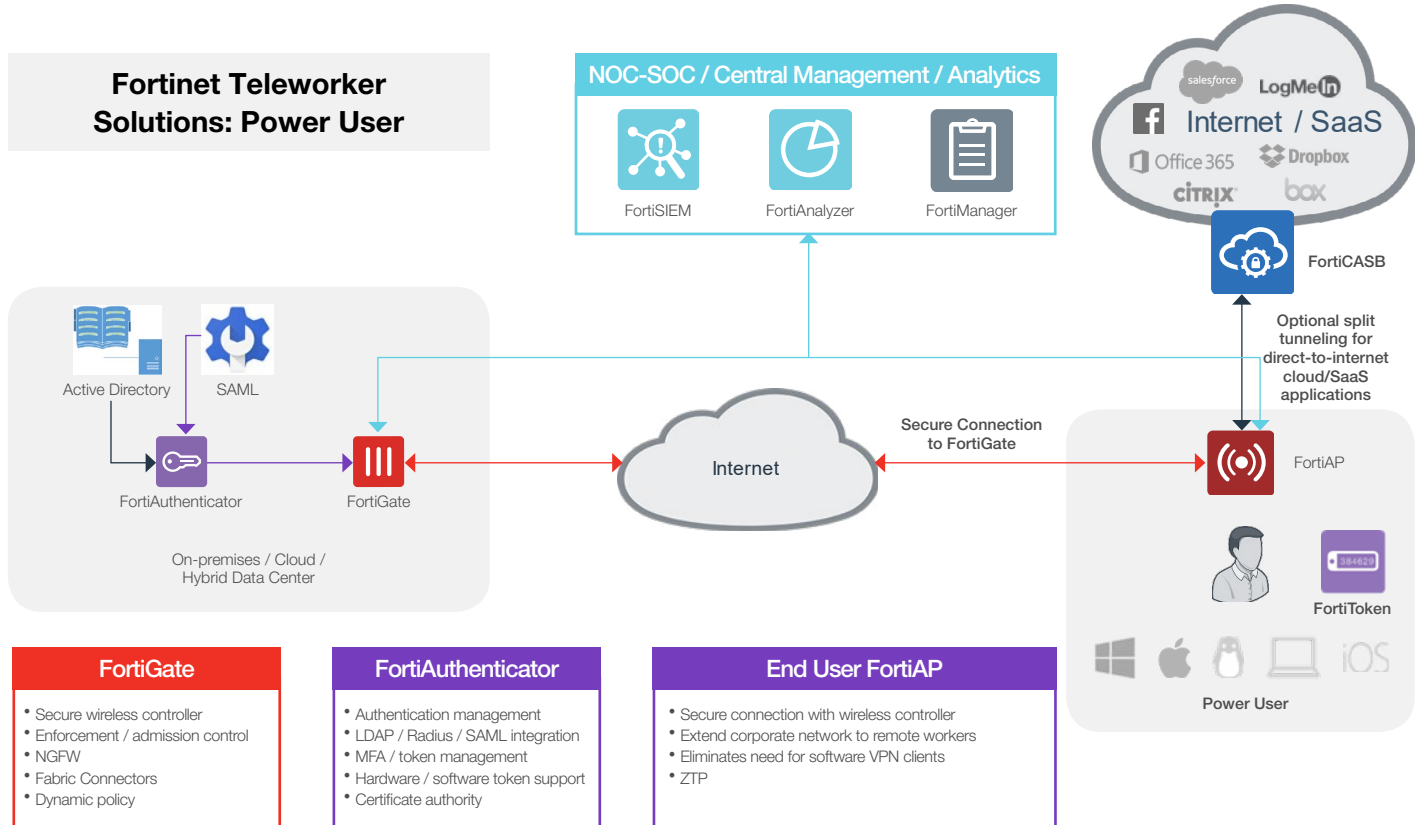 Fortinet Teleworker
Solutions: Power User
NOC-SOC / Central Management / Analytics
FortiSIEM
FortiAnalyzer
FortiManager
salesforce
LogMeIn
Internet / SaaS
Office 365
Dropbox
CİTRIX
box
FortiCASB
Optional split
tunneling for
direct-to-internet
cloud/SaaS
applications
Active Directory
SAML
FortiAuthenticator
FortiGate
On-premises / Cloud /
Hybrid Data Center
Internet
Secure Connection
to FortiGate
FortiAP
384629
FortiToken
iOS
Power User
FortiGate
• Secure wireless controller
• Enforcement / admission control
• NGFW
• Fabric Connectors
• Dynamic policy
FortiAuthenticator
• Authentication management
• LDAP / Radius / SAML integration
• MFA / token management
• Hardware / software token support
• Certificate authority
End User FortiAP
• Secure connection with wireless controller
• Extend corporate network to remote workers
• Eliminates need for software VPN clients
• ZTP